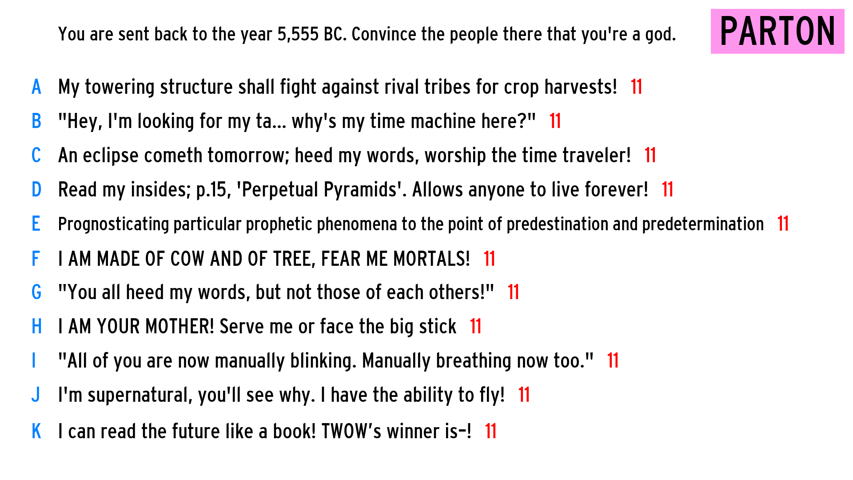 You are sent back to the year 5,555 BC. Convince the people there that you're a god.
PARTON
A My towering structure shall fight against rival tribes for crop harvests! 11
B "Hey, I'm looking for my ta... why's my time machine here?" 11
C An eclipse cometh tomorrow; heed my words, worship the time traveler! 11
D Read my insides; p.15, 'Perpetual Pyramids'. Allows anyone to live forever! 11
E Prognosticating particular prophetic phenomena to the point of predestination and predetermination 11
F I AM MADE OF COW AND OF TREE, FEAR ME MORTALS! 11
G "You all heed my words, but not those of each others!" 11
H I AM YOUR MOTHER! Serve me or face the big stick 11
I "All of you are now manually blinking. Manually breathing now too." 11
J I'm supernatural, you'll see why. I have the ability to fly! 11
K I can read the future like a book! TWOW’s winner is–! 11